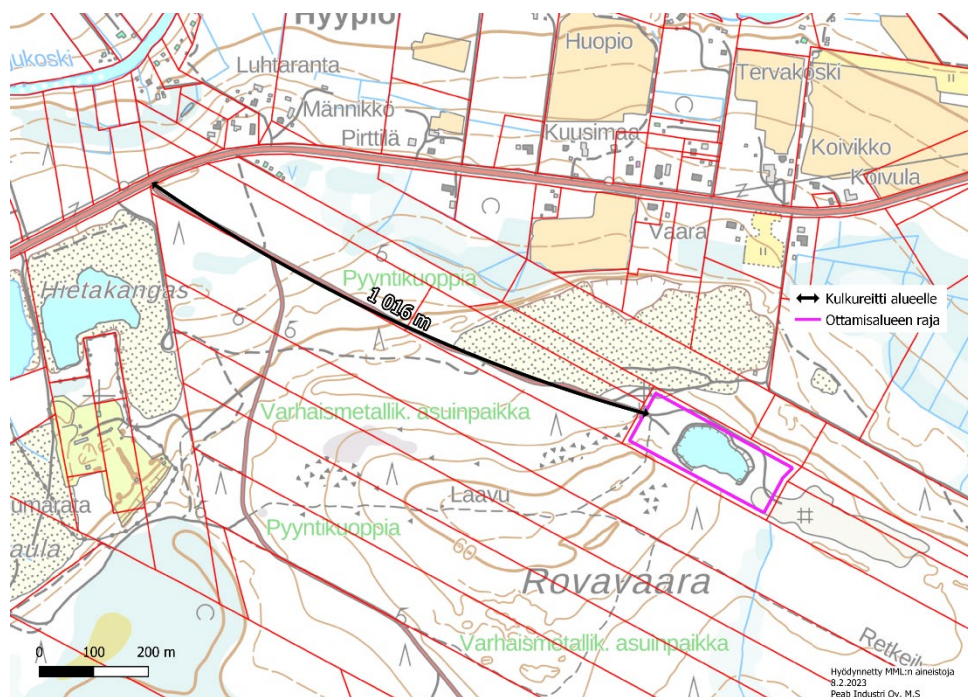 Hyypiö
Huopio
ukoski
Luhtaranta
Tervakoski
Männikkö
Pirttilä
Kuusimaa
Koivikko
Koivula
Vaara
Pyyntikuoppia
Hietakangas
1 016 m
Kulkureitti alueelle
Ottamisalueen raja
Varhaismetallik. asuinpaikka
Laavu
umärata
Pyyntikuoppia
aula
60
Rovavaara
Varhaismetallik. asuinpaikka
Retkeil
0 100 200 m
Hyödynnetty MML:n aineistoja
8.2.2023
Peab Industri Oy, M.S